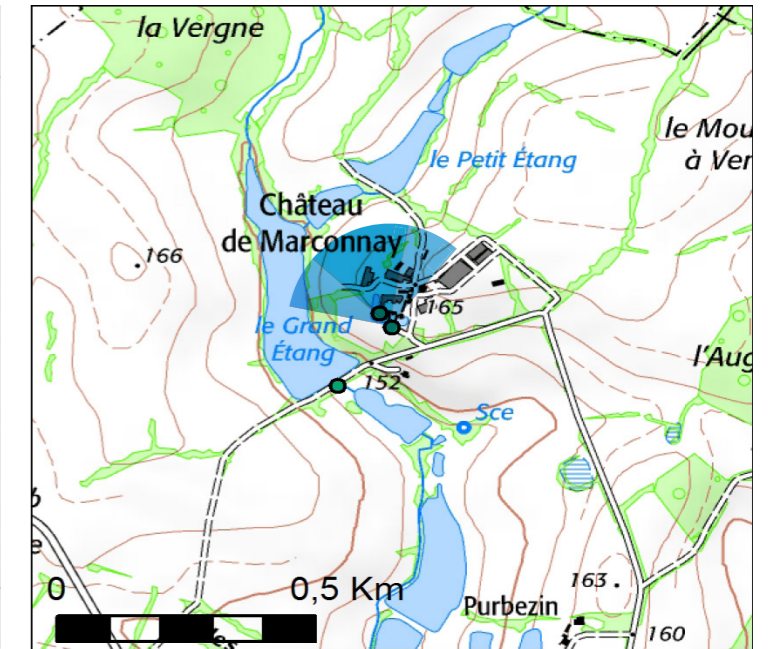 la Vergne
le Mou
à Ver
le Petit Étang
Château
de Marconnay
166
165
le Grand
Étang
l'Aug
152
Sce
0
0,5 Km
163
Purbezin
160